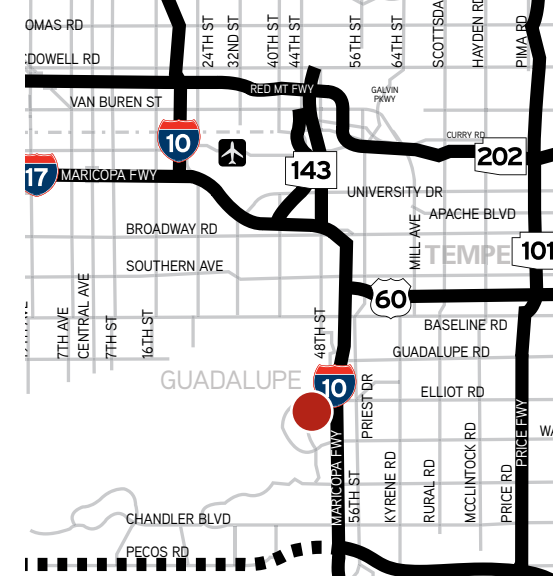 OMAS RD
DOWELL RD
24TH ST
32ND ST
40TH ST
44TH ST
56TH ST
64TH ST
SCOTTSDA
HAYDEN RD
PIMA RD
RED MT FWY
GALVIN
PKWY
VAN BUREN ST
10
CURRY RD
202
17
MARICOPA FWY
143
UNIVERSITY DR
APACHE BLVD
MILL AVE
BROADWAY RD
TEMPE
101
SOUTHERN AVE
60
7TH AVE
CENTRAL AVE
7TH ST
16TH ST
48TH ST
BASELINE RD
GUADALUPE RD
GUADALUPE
10
PRIEST DR
ELLIOT RD
MARICOPA FWY
56TH ST
KYRENE RD
RURAL RD
MCCLINTOCK RD
PRICE RD
PRICE FWY
WA
CHANDLER BLVD
PECOS RD